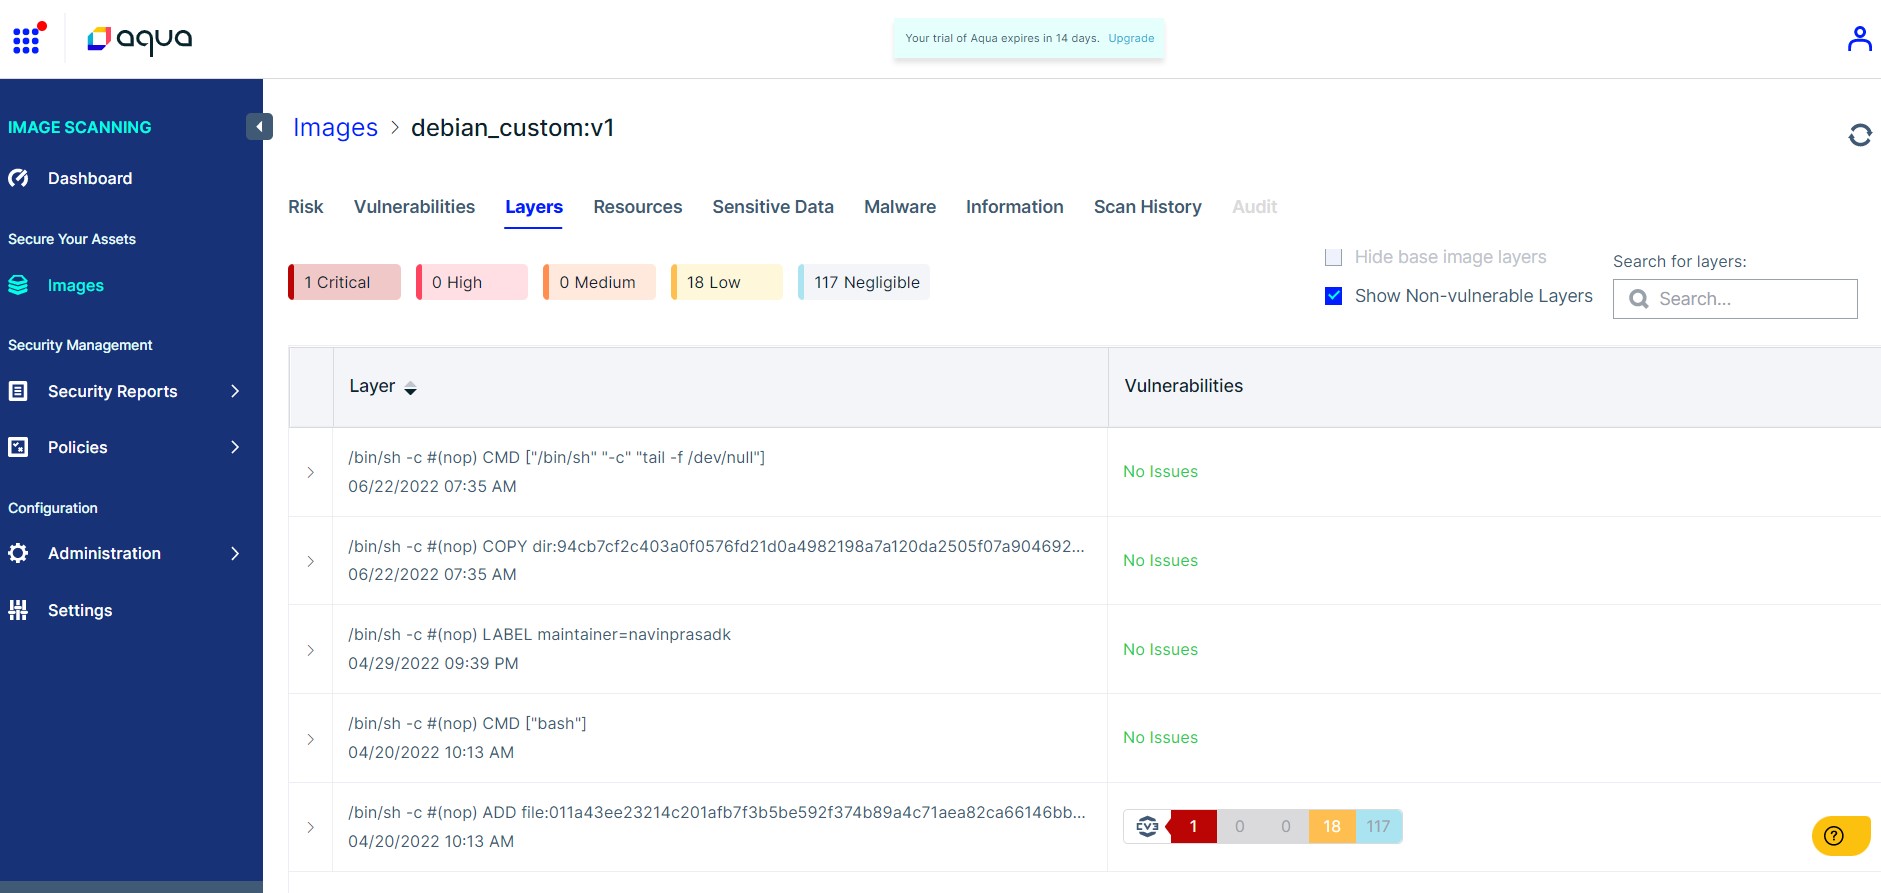 aqua
Your trial of Aqua expires in 14 days. Upgrade
IMAGE SCANNING
Dashboard
Secure Your Assets
Images
Security Management
Security Reports
Policies
Configuration
Administration
Settings
Images > debian_custom:v1
Risk Vulnerabilities Layers Resources Sensitive Data Malware Information Scan History Audit
1 Critical 0 High 0 Medium 18 Low 117 Negligible
Hide base image layers
Show Non-vulnerable Layers
Search for layers:
Search...
Layer Vulnerabilities
/bin/sh -c #(nop) CMD ["/bin/sh" "-c" "tail -f /dev/null"]
06/22/2022 07:35 AM
No Issues
/bin/sh -c #(nop) COPY dir:94cb7cf2c403a0f0576fd21d0a4982198a7a120da2505f07a904692...
06/22/2022 07:35 AM
No Issues
/bin/sh -c #(nop) LABEL maintainer=navinprasadk
04/29/2022 09:39 PM
No Issues
/bin/sh -c #(nop) CMD ["bash"]
04/20/2022 10:13 AM
No Issues
/bin/sh -c #(nop) ADD file:011a43ee23214c201afb7f3b5be592f374b89a4c71aea82ca66146bb...
04/20/2022 10:13 AM
CVE 1 0 0 18 117
?